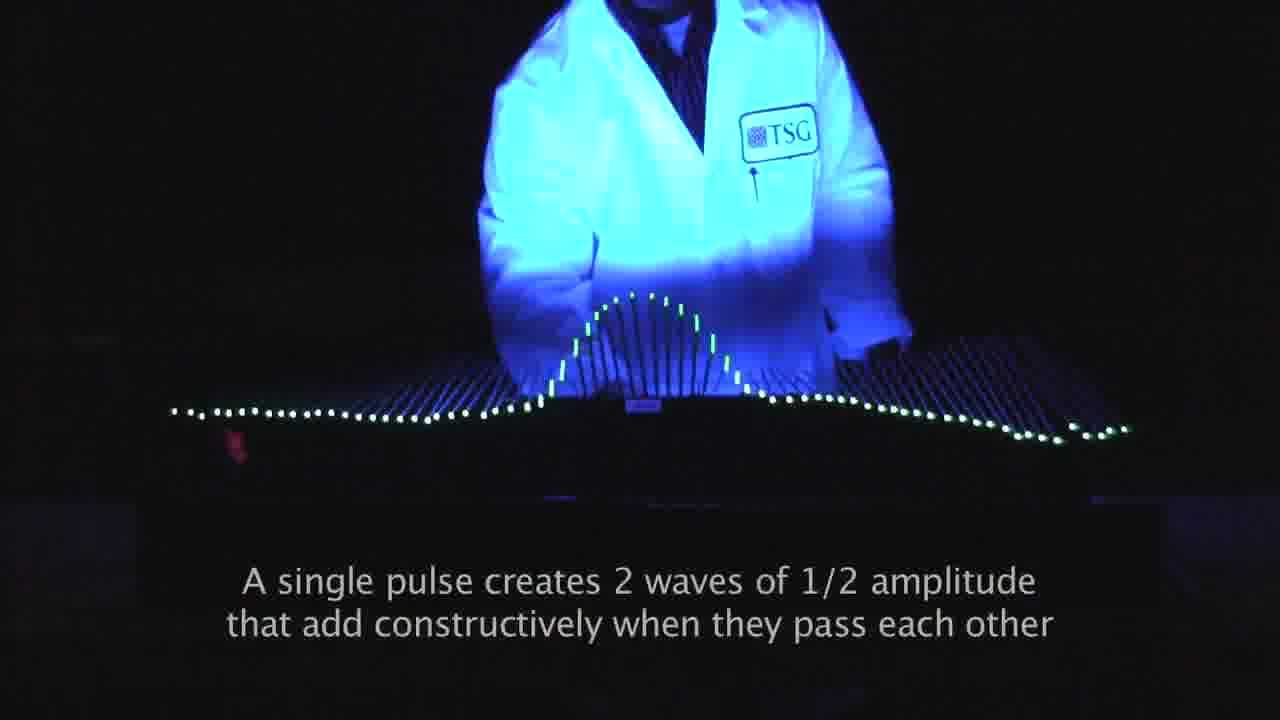 TSG
A single pulse creates 2 waves of 1/2 amplitude
that add constructively when they pass each other